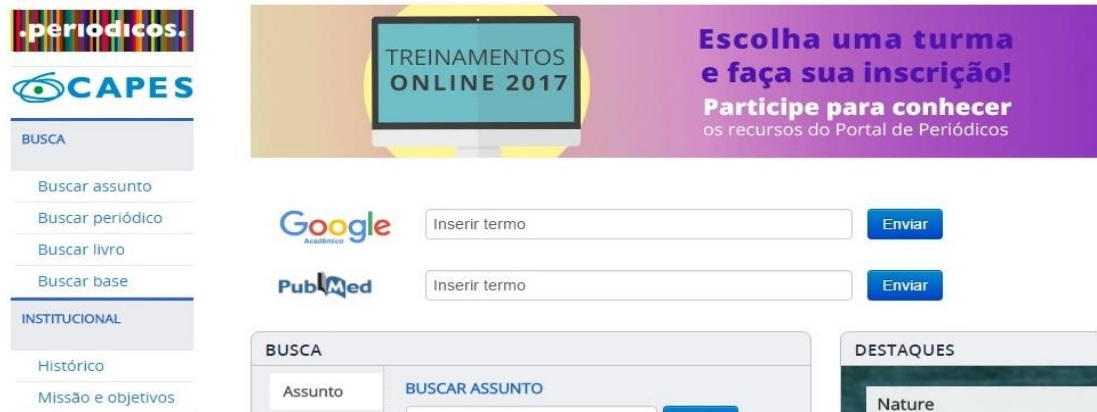 .periodicos.
CAPES
BUSCA
Buscar assunto
Buscar periódico
Buscar livro
Buscar base
INSTITUCIONAL
Histórico
Missão e objetivos
TREINAMENTOS
ONLINE 2017
Escolha uma turma
e faça sua inscrição!
Participe para conhecer
os recursos do Portal de Periódicos
Google
Acadêmico
Inserir termo
Enviar
PubMed
Inserir termo
Enviar
BUSCA
Assunto
BUSCAR ASSUNTO
DESTAQUES
Nature